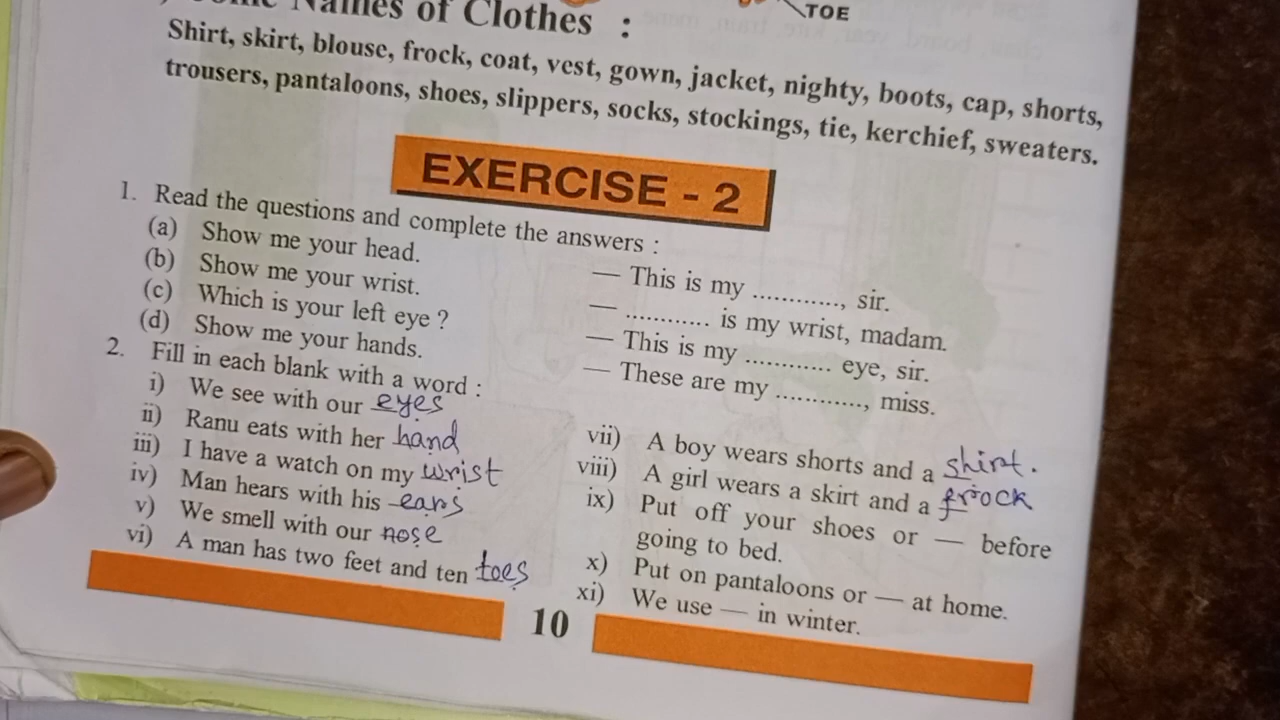 Names of Clothes :
TOE
Shirt, skirt, blouse, frock, coat, vest, gown, jacket, nighty, boots, cap, shorts,
trousers, pantaloons, shoes, slippers, socks, stockings, tie, kerchief, sweaters.
EXERCISE - 2
1. Read the questions and complete the answers :
(a) Show me your head. — This is my ............, sir.
(b) Show me your wrist. — ............ is my wrist, madam.
(c) Which is your left eye ? — This is my ............ eye, sir.
(d) Show me your hands. — These are my ............, miss.
2. Fill in each blank with a word :
i) We see with our eyes
ii) Ranu eats with her hand
iii) I have a watch on my wrist
iv) Man hears with his ears
v) We smell with our nose
vi) A man has two feet and ten toes
vii) A boy wears shorts and a shirt.
viii) A girl wears a skirt and a frock
ix) Put off your shoes or — before
going to bed.
x) Put on pantaloons or — at home.
xi) We use — in winter.
10